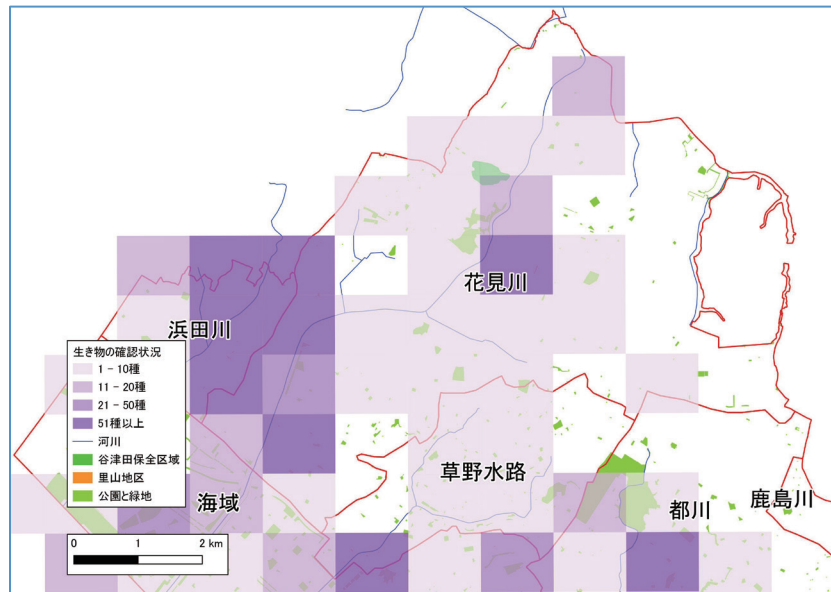 花見川
浜田川
生き物の確認状況
1 - 10種
11 - 20種
21 - 50種
51種以上
河川
谷津田保全区域
里山地区
公園と緑地
草野水路
海域
都川
鹿島川
0 1 2 km